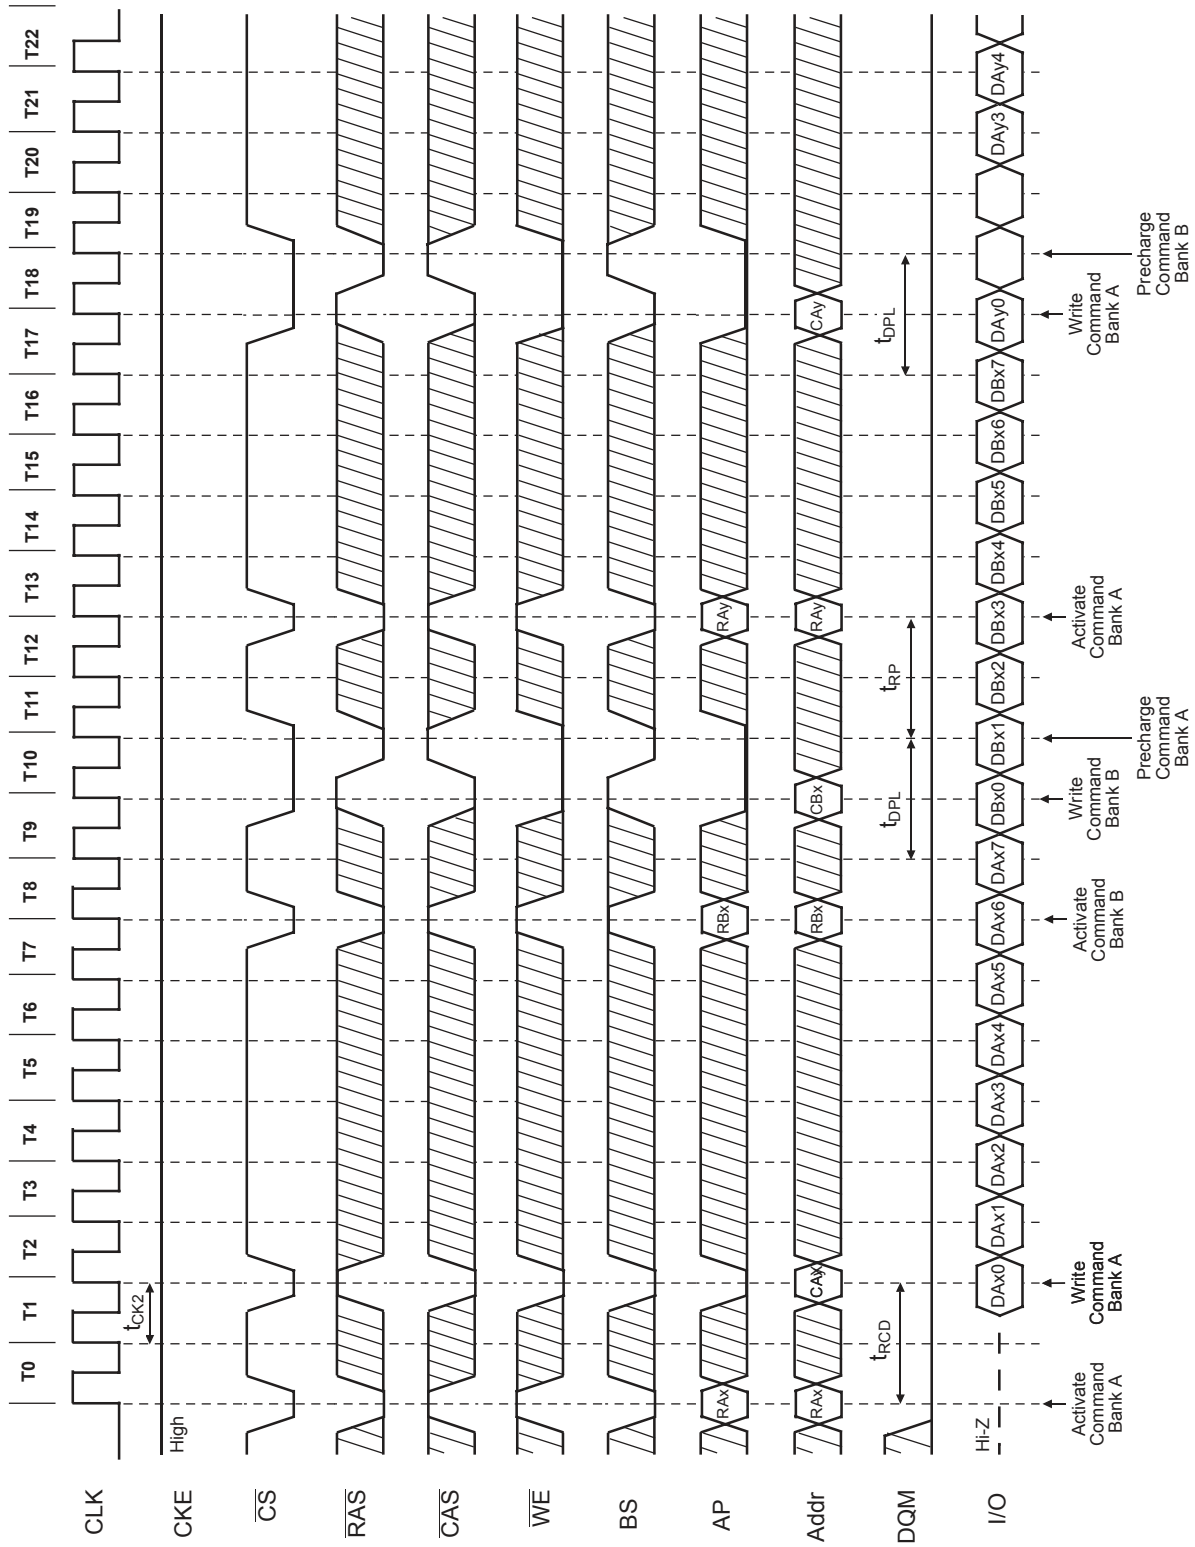 T0 T1 T2 T3 T4 T5 T6 T7 T8 T9 T10 T11 T12 T13 T14 T15 T16 T17 T18 T19 T20 T21 T22
CLK
tCK2
CKE
High
CS
RAS
CAS
WE
BS
AP
RAx RBx RAy
Addr
RAx CAx RBx CBx RAy CAy
DQM
tRCD tDPL tRP tDPL
I/O
Hi-Z DAx0 DAx1 DAx2 DAx3 DAx4 DAx5 DAx6 DAx7 DBx0 DBx1 DBx2 DBx3 DBx4 DBx5 DBx6 DBx7 DAy0 DAy3 DAy4
Activate
Command
Bank A
Write
Command
Bank A
Activate
Command
Bank B
Write
Command
Bank B
Precharge
Command
Bank A
Activate
Command
Bank A
Write
Command
Bank A
Precharge
Command
Bank B